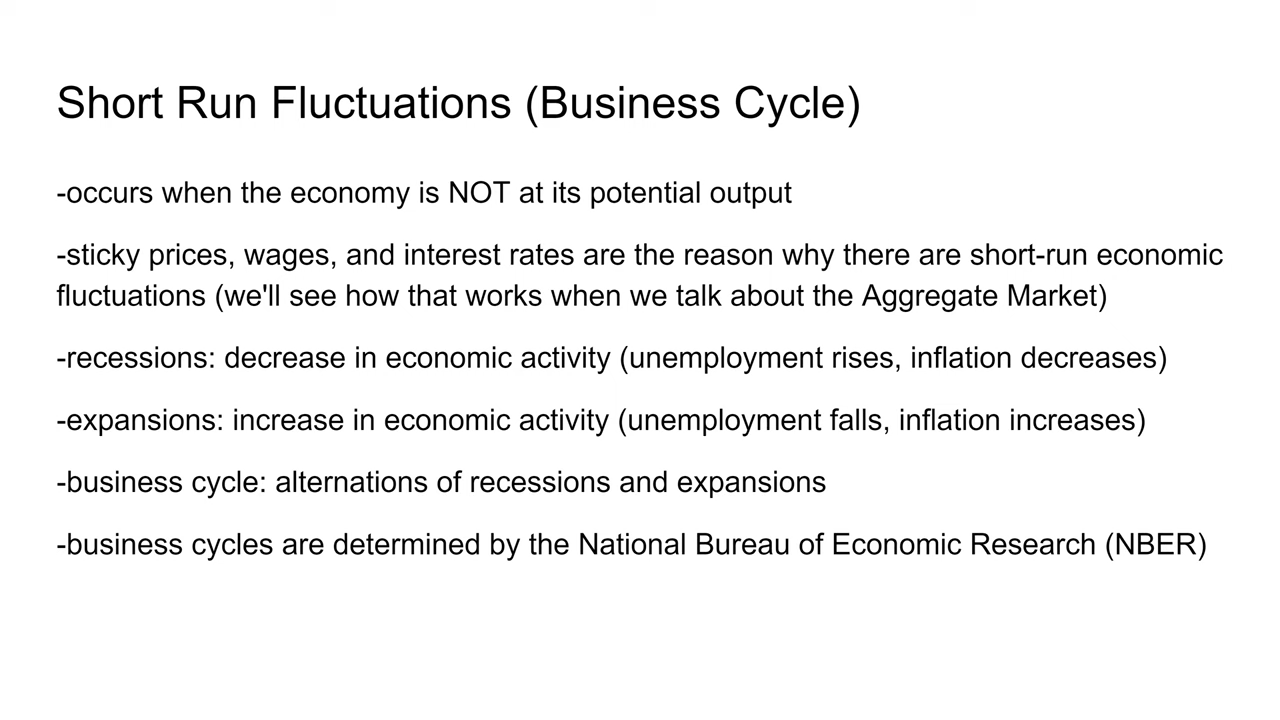 Short Run Fluctuations (Business Cycle)
-occurs when the economy is NOT at its potential output
-sticky prices, wages, and interest rates are the reason why there are short-run economic
fluctuations (we'll see how that works when we talk about the Aggregate Market)
-recessions: decrease in economic activity (unemployment rises, inflation decreases)
-expansions: increase in economic activity (unemployment falls, inflation increases)
-business cycle: alternations of recessions and expansions
-business cycles are determined by the National Bureau of Economic Research (NBER)